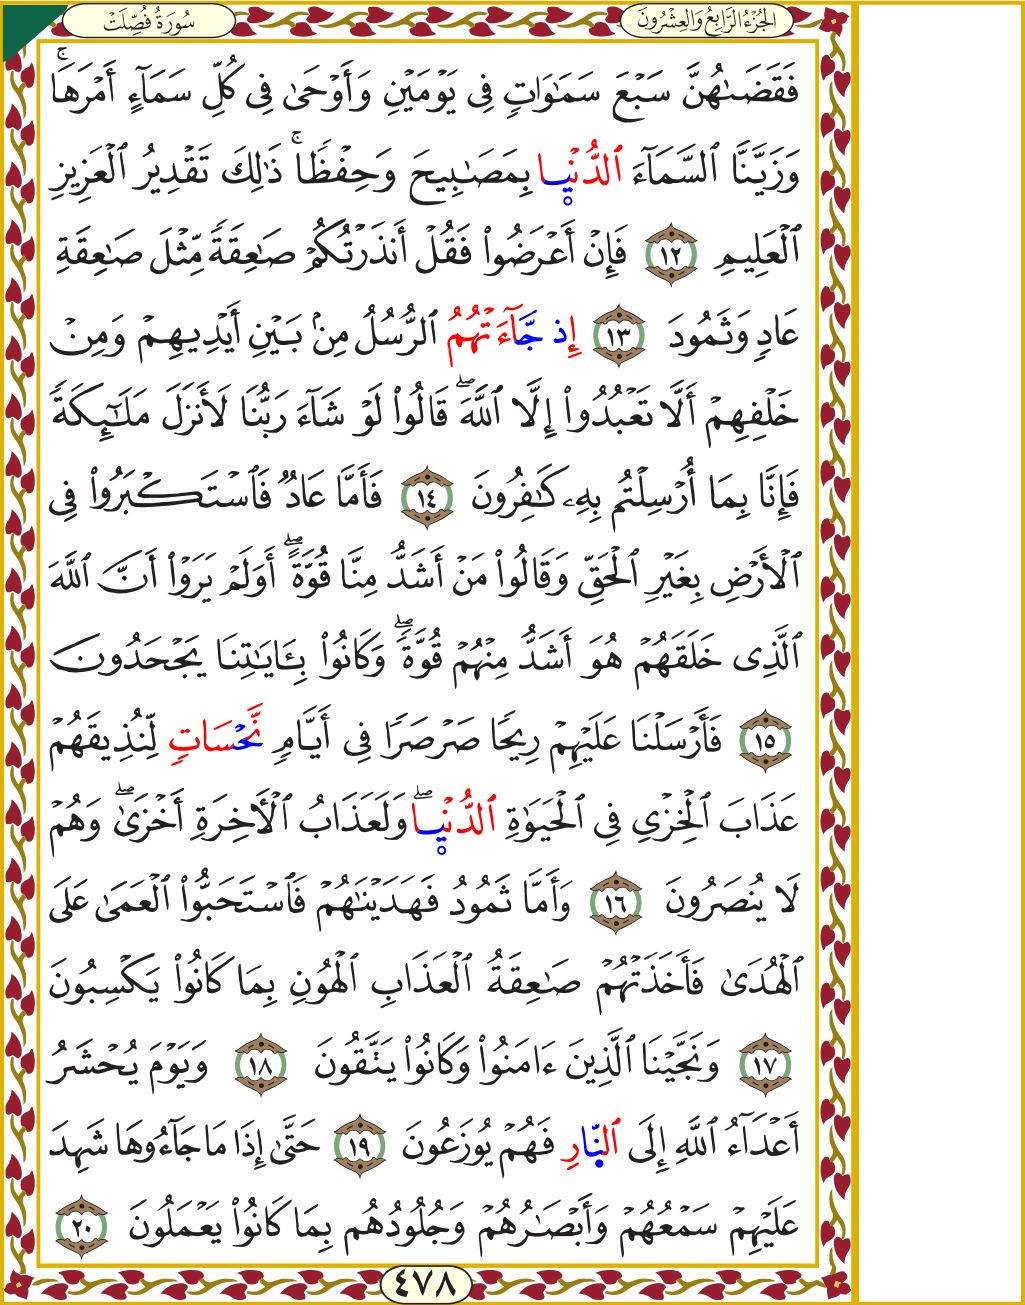 الجُزْءُ الرَّابِعُ وَالعِشْرُونَ
سُورَةُ فُصِّلَتْ
فَقَضَىٰهُنَّ سَبْعَ سَمَٰوَاتٖ فِي يَوْمَيْنِ وَأَوْحَىٰ فِي كُلِّ سَمَآءٍ أَمْرَهَاۚ
وَزَيَّنَّا ٱلسَّمَآءَ ٱلدُّنْيٜا بِمَصَٰبِيحَ وَحِفْظٗاۚ ذَٰلِكَ تَقْدِيرُ ٱلْعَزِيزِ
ٱلْعَلِيمِ ١٢ فَإِنْ أَعْرَضُواْ فَقُلْ أَنذَرْتُكُمْ صَٰعِقَةٗ مِّثْلَ صَٰعِقَةِ
عَادٖ وَثَمُودَ ١٣ إِذ جَّآءَتْهُمُ ٱلرُّسُلُ مِنۢ بَيْنِ أَيْدِيهِمْ وَمِنْ
خَلْفِهِمْ أَلَّا تَعْبُدُوٓاْ إِلَّا ٱللَّهَۖ قَالُواْ لَوْ شَآءَ رَبُّنَا لَأَنزَلَ مَلَٰٓئِكَةٗ
فَإِنَّا بِمَآ أُرْسِلْتُم بِهِۦ كَٰفِرُونَ ١٤ فَأَمَّا عَادٞ فَٱسْتَكْبَرُواْ فِي
ٱلْأَرْضِ بِغَيْرِ ٱلْحَقِّ وَقَالُواْ مَنْ أَشَدُّ مِنَّا قُوَّةًۖ أَوَلَمْ يَرَوْاْ أَنَّ ٱللَّهَ
ٱلَّذِي خَلَقَهُمْ هُوَ أَشَدُّ مِنْهُمْ قُوَّةٗۖ وَكَانُواْ بِـَٔايَٰتِنَا يَجْحَدُونَ
١٥ فَأَرْسَلْنَا عَلَيْهِمْ رِيحٗا صَرْصَرٗا فِيٓ أَيَّامٖ نَّحْسَاتٖ لِّنُذِيقَهُمْ
عَذَابَ ٱلْخِزْيِ فِي ٱلْحَيَوٰةِ ٱلدُّنْيٜاۖ وَلَعَذَابُ ٱلْأٓخِرَةِ أَخْزَىٰۖ وَهُمْ
لَا يُنصَرُونَ ١٦ وَأَمَّا ثَمُودُ فَهَدَيْنَٰهُمْ فَٱسْتَحَبُّواْ ٱلْعَمَىٰ عَلَى
ٱلْهُدَىٰ فَأَخَذَتْهُمْ صَٰعِقَةُ ٱلْعَذَابِ ٱلْهُونِ بِمَا كَانُواْ يَكْسِبُونَ
١٧ وَنَجَّيْنَا ٱلَّذِينَ ءَامَنُواْ وَكَانُواْ يَتَّقُونَ ١٨ وَيَوْمَ يُحْشَرُ
أَعْدَآءُ ٱللَّهِ إِلَى ٱلنّ۪ارِ فَهُمْ يُوزَعُونَ ١٩ حَتَّىٰٓ إِذَا مَا جَآءُوهَا شَهِدَ
عَلَيْهِمْ سَمْعُهُمْ وَأَبْصَٰرُهُمْ وَجُلُودُهُم بِمَا كَانُواْ يَعْمَلُونَ ٢٠
٤٧٨